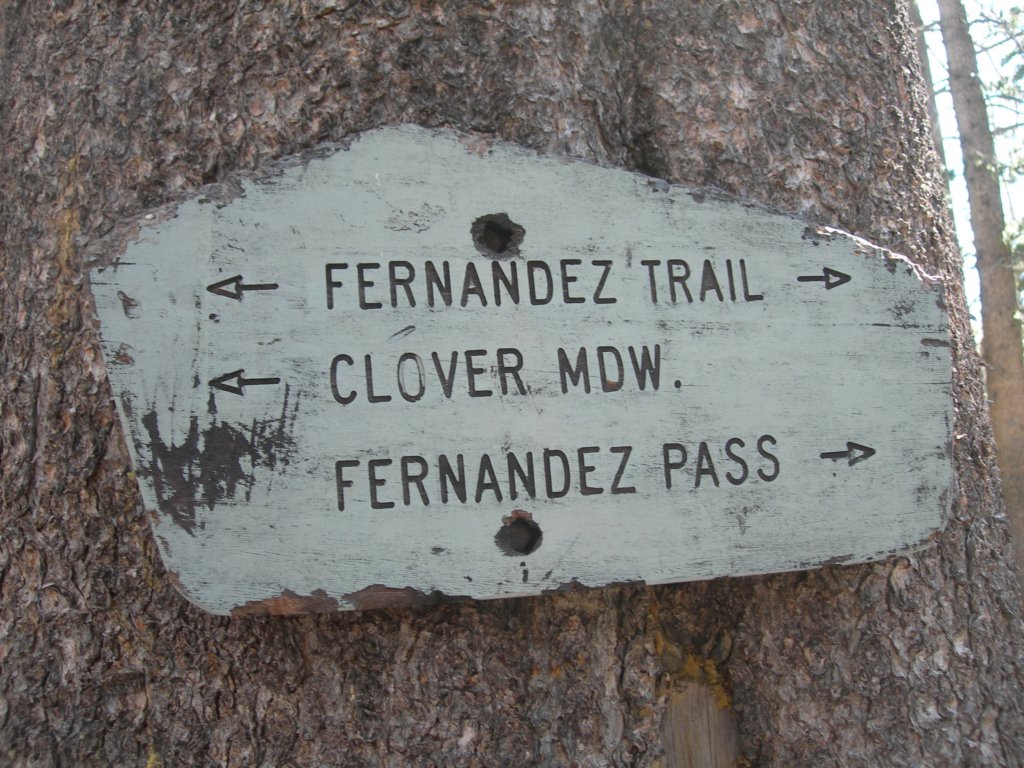 ← FERNANDEZ TRAIL →
← CLOVER MDW.
FERNANDEZ PASS →